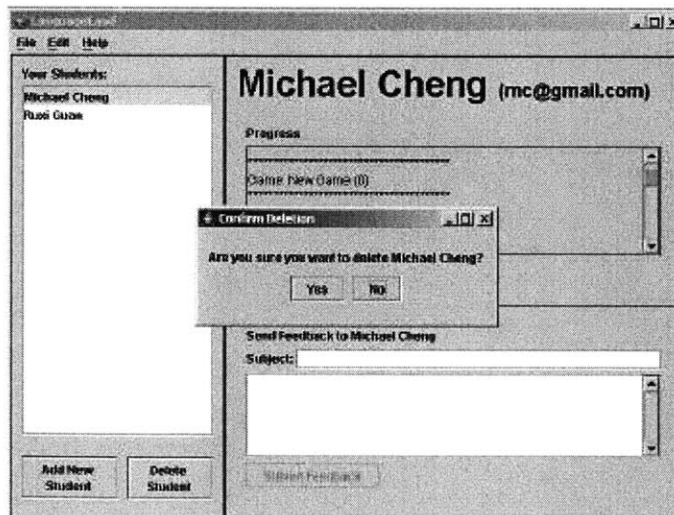 File Edit Help
Your Students:
Michael Cheng
Ruxi Guan
Add New
Student
Delete
Student
Michael Cheng (mc@gmail.com)
Progress
Game: New Game (0)
Confirm Deletion
Are you sure you want to delete Michael Cheng?
Yes No
Send Feedback to Michael Cheng
Subject:
Submit Feedback